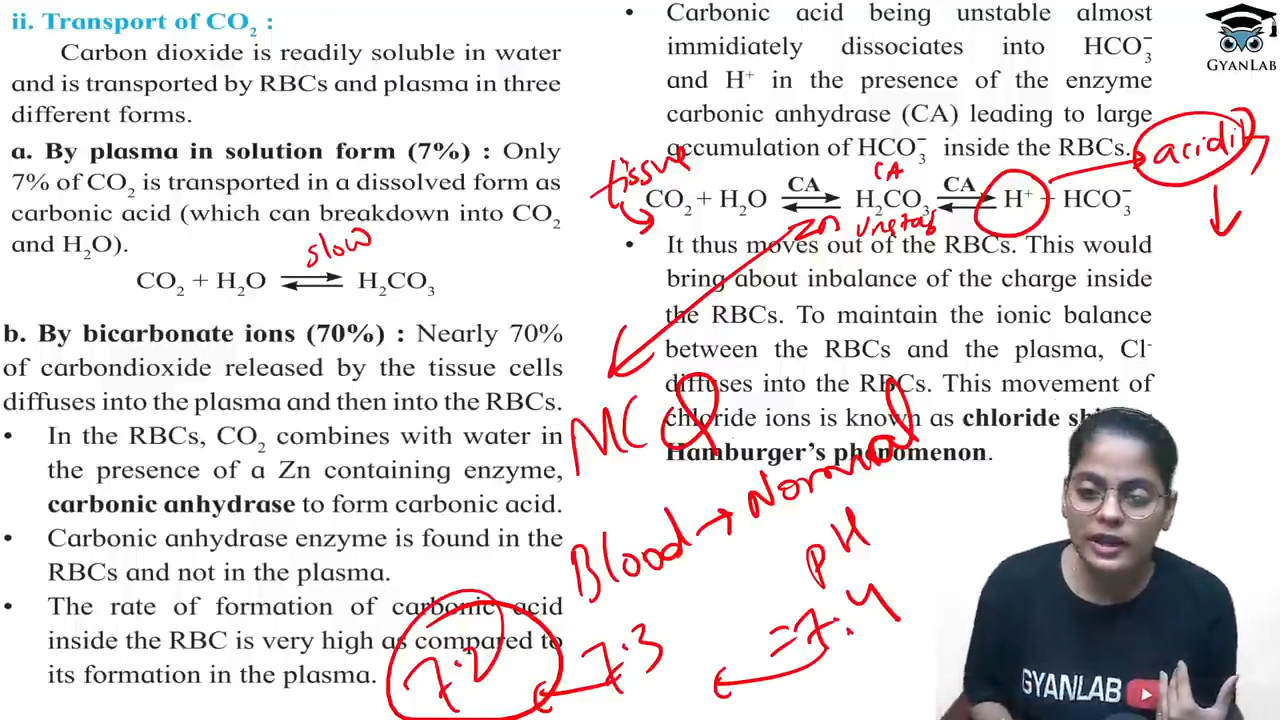 ii. Transport of CO₂ :
Carbon dioxide is readily soluble in water
and is transported by RBCs and plasma in three
different forms.
a. By plasma in solution form (7%) : Only
7% of CO₂ is transported in a dissolved form as
carbonic acid (which can breakdown into CO₂
and H₂O).
slow
CO₂ + H₂O ⇌ H₂CO₃
b. By bicarbonate ions (70%) : Nearly 70%
of carbondioxide released by the tissue cells
diffuses into the plasma and then into the RBCs.
• In the RBCs, CO₂ combines with water in
the presence of a Zn containing enzyme,
carbonic anhydrase to form carbonic acid.
• Carbonic anhydrase enzyme is found in the
RBCs and not in the plasma.
• The rate of formation of carbonic acid
inside the RBC is very high as compared to
its formation in the plasma.
• Carbonic acid being unstable almost
immidiately dissociates into HCO₃⁻
and H⁺ in the presence of the enzyme
carbonic anhydrase (CA) leading to large
accumulation of HCO₃⁻ inside the RBCs.
tissue
CA
acidity
CA CA
CO₂ + H₂O ⇌ H₂CO₃ ⇌ H⁺ + HCO₃⁻
Zn unstab
• It thus moves out of the RBCs. This would
bring about inbalance of the charge inside
the RBCs. To maintain the ionic balance
between the RBCs and the plasma, Cl⁻
diffuses into the RBCs. This movement of
chloride ions is known as chloride
Hamburger's phenomenon.
MCQ
Blood → Normal
PH
= 7.4
7.3
7.2
GYANLAB
GYANLAB